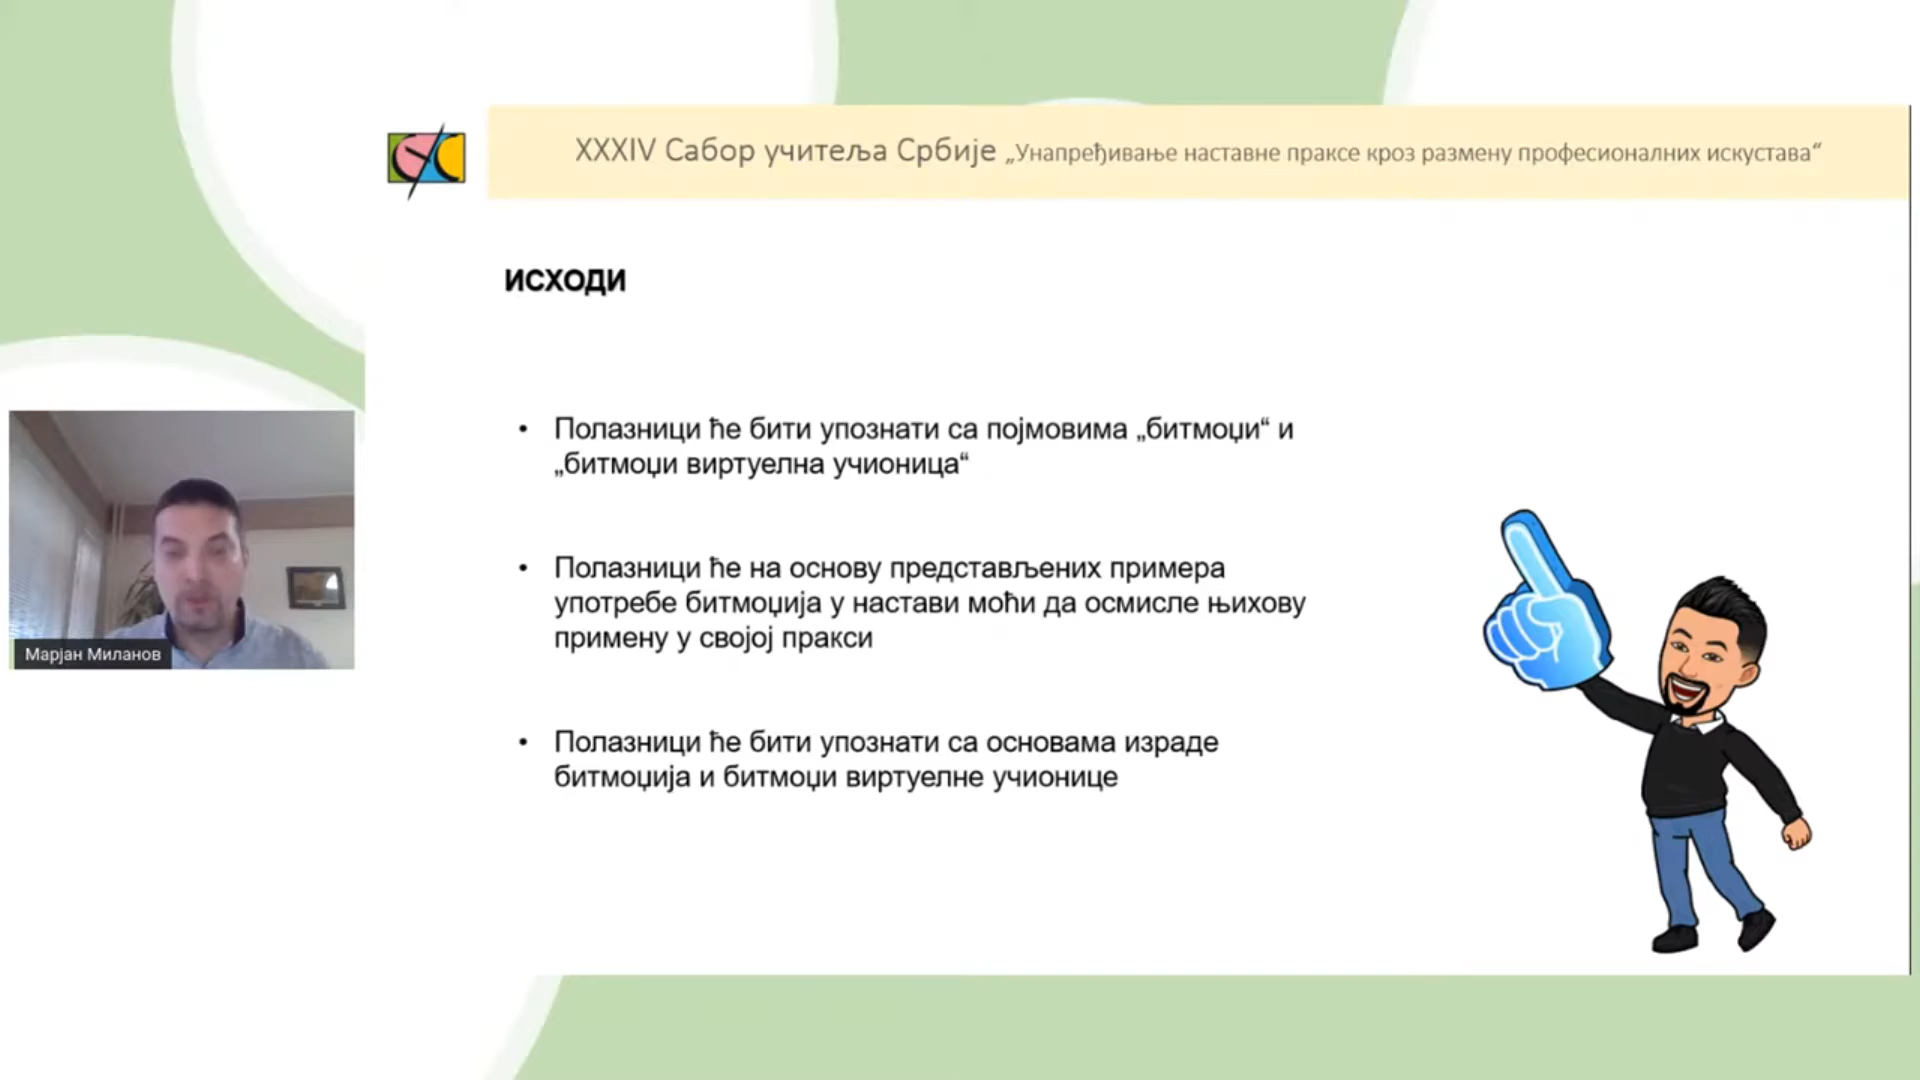 XXXIV Сабор учитеља Србије „Унапређивање наставне праксе кроз размену професионалних искустава“
ИСХОДИ
• Полазници ће бити упознати са појмовима „битмоџи“ и
„битмоџи виртуелна учионица“
• Полазници ће на основу представљених примера
употребе битмоџија у настави моћи да осмисле њихову
примену у својој пракси
• Полазници ће бити упознати са основама израде
битмоџија и битмоџи виртуелне учионице
Марјан Миланов